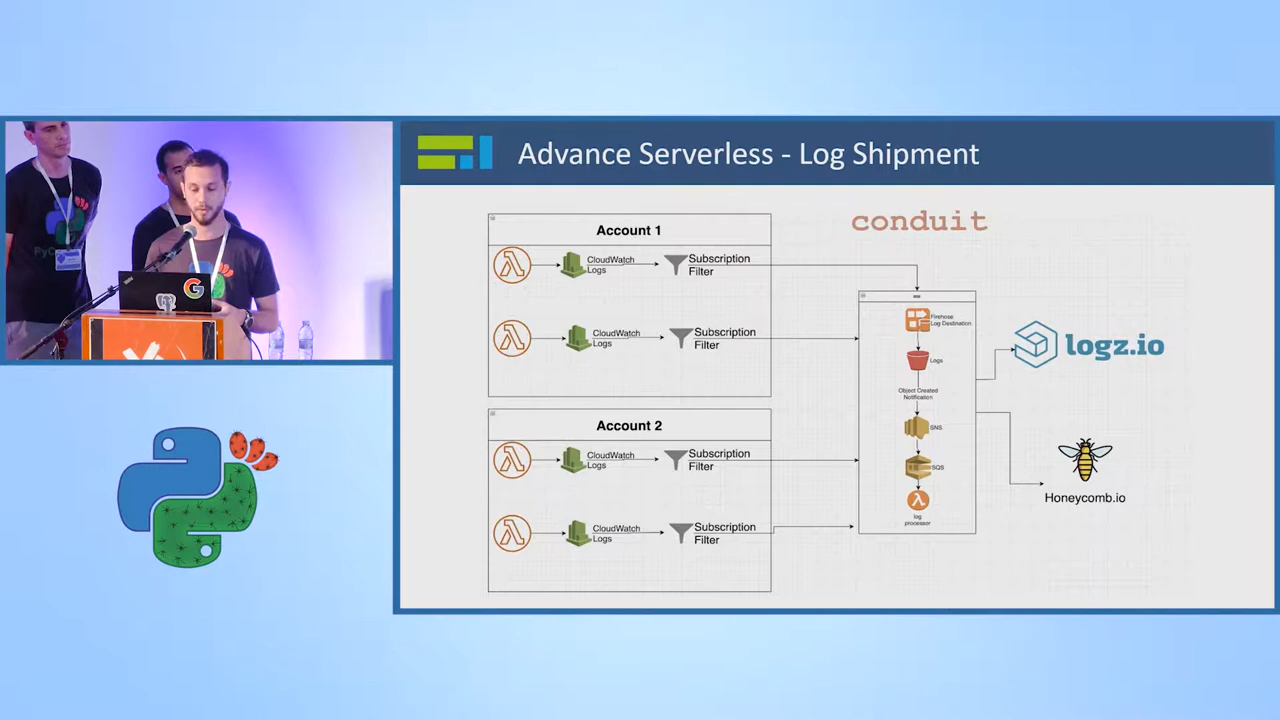 Advance Serverless - Log Shipment
conduit
Account 1
CloudWatch
Logs
Subscription
Filter
CloudWatch
Logs
Subscription
Filter
Account 2
CloudWatch
Logs
Subscription
Filter
CloudWatch
Logs
Subscription
Filter
Firehose
Log Destination
Logs
Object Created
Notification
SNS
SQS
log
processor
logz.io
Honeycomb.io
G